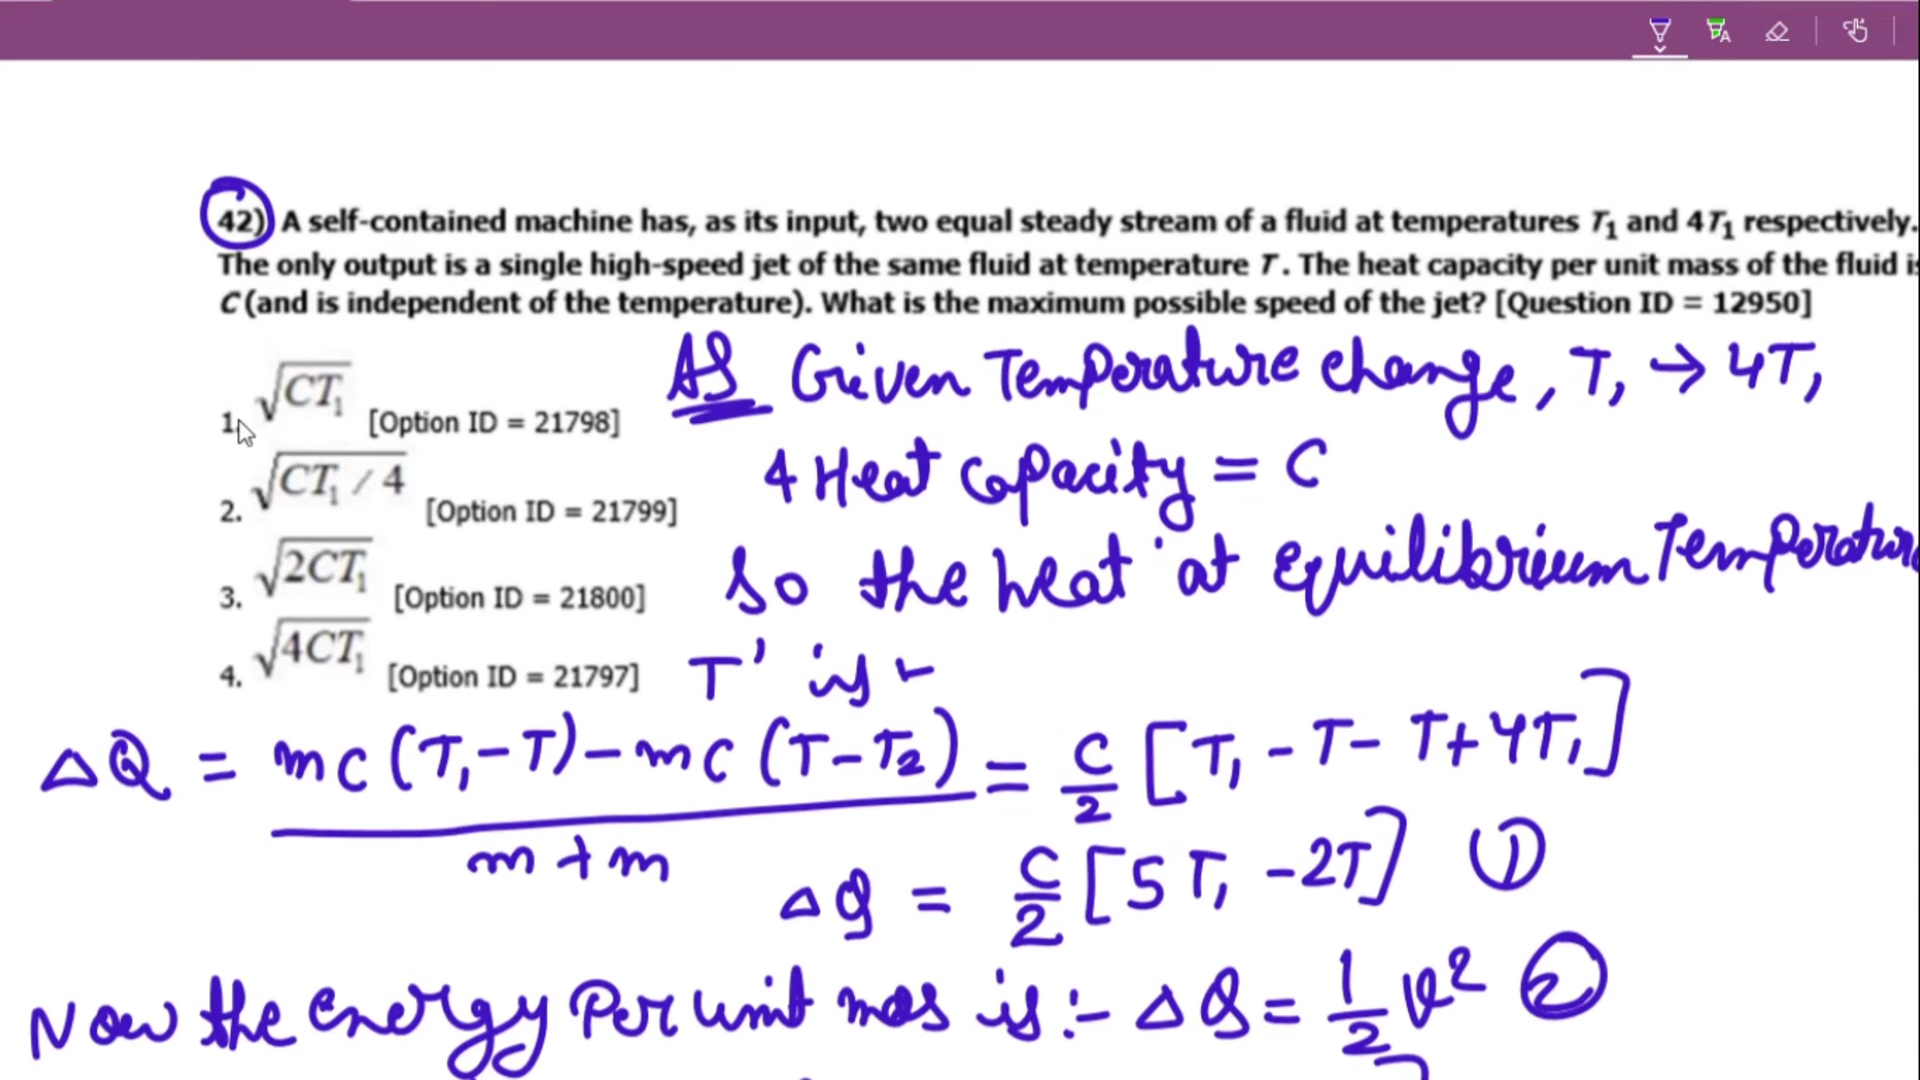 42) A self-contained machine has, as its input, two equal steady stream of a fluid at temperatures T₁ and 4T₁ respectively.
The only output is a single high-speed jet of the same fluid at temperature T. The heat capacity per unit mass of the fluid is
C (and is independent of the temperature). What is the maximum possible speed of the jet? [Question ID = 12950]
1. √(CT₁) [Option ID = 21798]
2. √(CT₁ / 4) [Option ID = 21799]
3. √(2CT₁) [Option ID = 21800]
4. √(4CT₁) [Option ID = 21797]
AS Given Temperature change, T₁ → 4T₁
4 Heat Capacity = C
So the heat at equilibrium Temperature
T' is :-
ΔQ = (mc(T₁-T) - mc(T-T₂))/(m+m) = C/2 [T₁ - T - T + 4T₁]
ΔQ = C/2 [5T₁ - 2T] ①
Now the energy Per unit mas is :- ΔQ = 1/2 v² ②